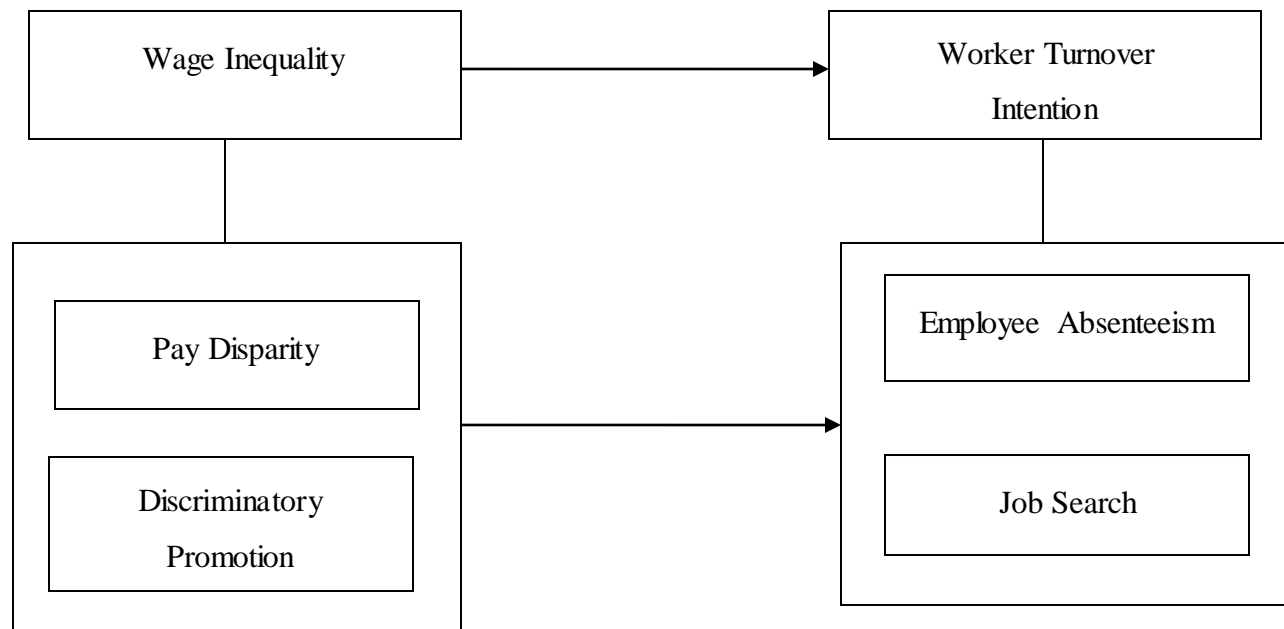 Wage Inequality
Worker Turnover
Intention
Pay Disparity
Discriminatory
Promotion
Employee Absenteeism
Job Search